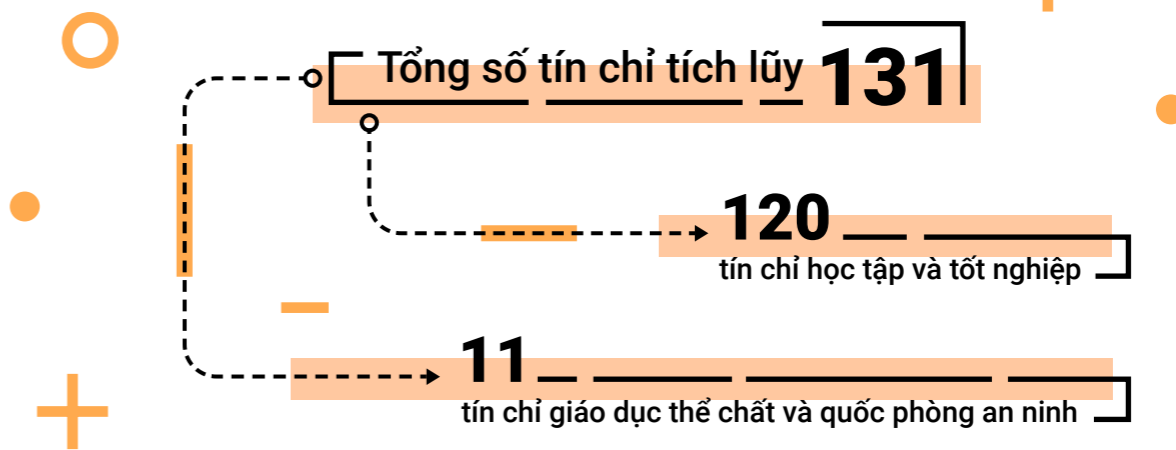 Tổng số tín chỉ tích lũy 131
120
tín chỉ học tập và tốt nghiệp
11
tín chỉ giáo dục thể chất và quốc phòng an ninh